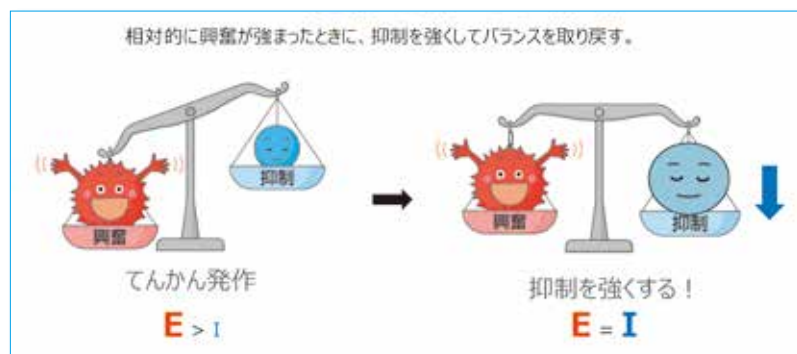 相対的に興奮が強まったときに、抑制を強くしてバランスを取り戻す。
興奮
抑制
てんかん発作
E > I
興奮
抑制
抑制を強くする！
E = I